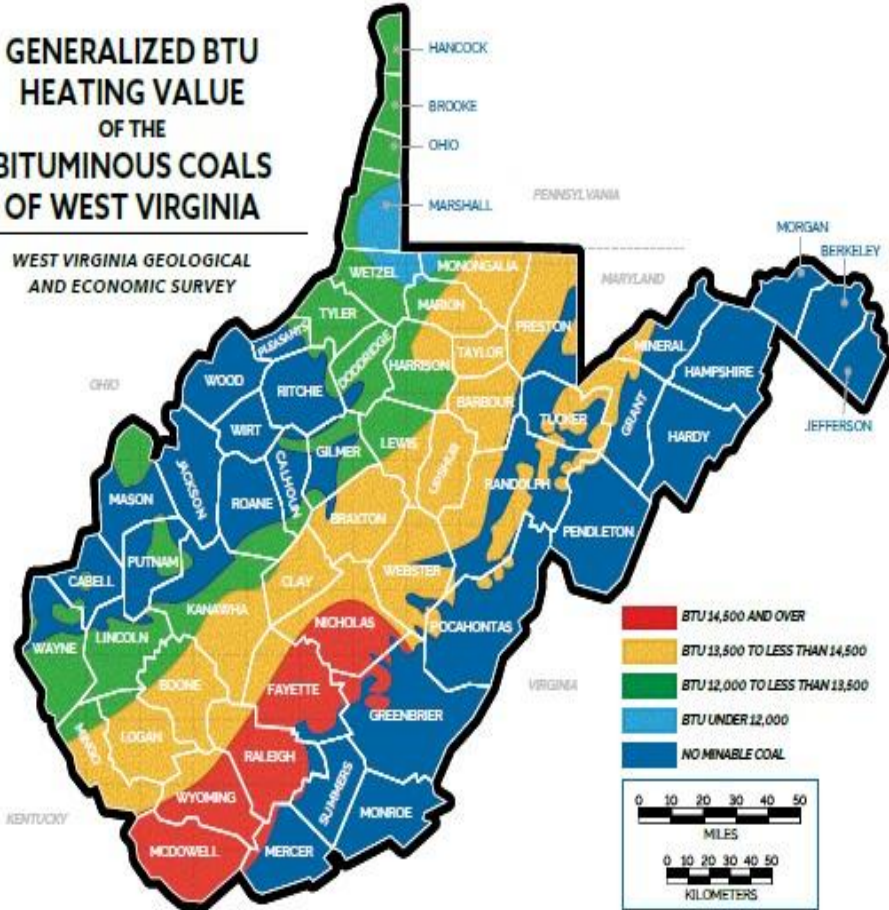 GENERALIZED BTU
HEATING VALUE
OF THE
BITUMINOUS COALS
OF WEST VIRGINIA
WEST VIRGINIA GEOLOGICAL
AND ECONOMIC SURVEY
HANCOCK
BROOKE
OHIO
MARSHALL
PENNSYLVANIA
MORGAN
BERKELEY
WETZEL
MONONGALIA
MARYLAND
MARION
TYLER
PRESTON
PLEASANTS
DODDRIDGE
HARRISON
TAYLOR
MINERAL
HAMPSHIRE
OHIO
WOOD
RITCHIE
BARBOUR
TUCKER
GRANT
JEFFERSON
WIRT
GILMER
LEWIS
HARDY
JACKSON
CALHOUN
UPSHUR
RANDOLPH
MASON
ROANE
BRAXTON
PENDLETON
PUTNAM
CABELL
CLAY
WEBSTER
KANAWHA
NICHOLAS
POCAHONTAS
WAYNE
LINCOLN
BOONE
FAYETTE
VIRGINIA
GREENBRIER
MINGO
LOGAN
RALEIGH
SUMMERS
WYOMING
MONROE
KENTUCKY
MCDOWELL
MERCER
BTU 14,500 AND OVER
BTU 13,500 TO LESS THAN 14,500
BTU 12,000 TO LESS THAN 13,500
BTU UNDER 12,000
NO MINABLE COAL
0 10 20 30 40 50
MILES
0 10 20 30 40 50
KILOMETERS